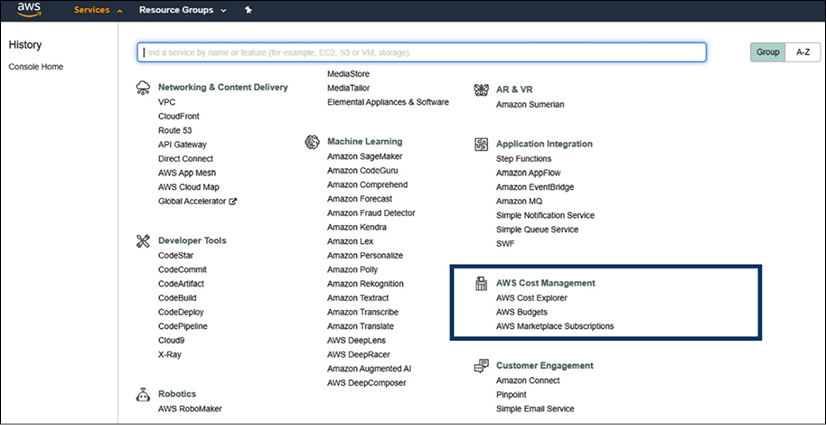 aws
Services
Resource Groups
History
Console Home
Find a service by name or feature (for example, EC2, S3 or VM, storage).
Group
A-Z
Networking & Content Delivery
VPC
CloudFront
Route 53
API Gateway
Direct Connect
AWS App Mesh
AWS Cloud Map
Global Accelerator
Developer Tools
CodeStar
CodeCommit
CodeArtifact
CodeBuild
CodeDeploy
CodePipeline
Cloud9
X-Ray
Robotics
AWS RoboMaker
MediaStore
MediaTailor
Elemental Appliances & Software
Machine Learning
Amazon SageMaker
Amazon CodeGuru
Amazon Comprehend
Amazon Forecast
Amazon Fraud Detector
Amazon Kendra
Amazon Lex
Amazon Personalize
Amazon Polly
Amazon Rekognition
Amazon Textract
Amazon Transcribe
Amazon Translate
AWS DeepLens
AWS DeepRacer
Amazon Augmented AI
AWS DeepComposer
AR & VR
Amazon Sumerian
Application Integration
Step Functions
Amazon AppFlow
Amazon EventBridge
Amazon MQ
Simple Notification Service
Simple Queue Service
SWF
AWS Cost Management
AWS Cost Explorer
AWS Budgets
AWS Marketplace Subscriptions
Customer Engagement
Amazon Connect
Pinpoint
Simple Email Service